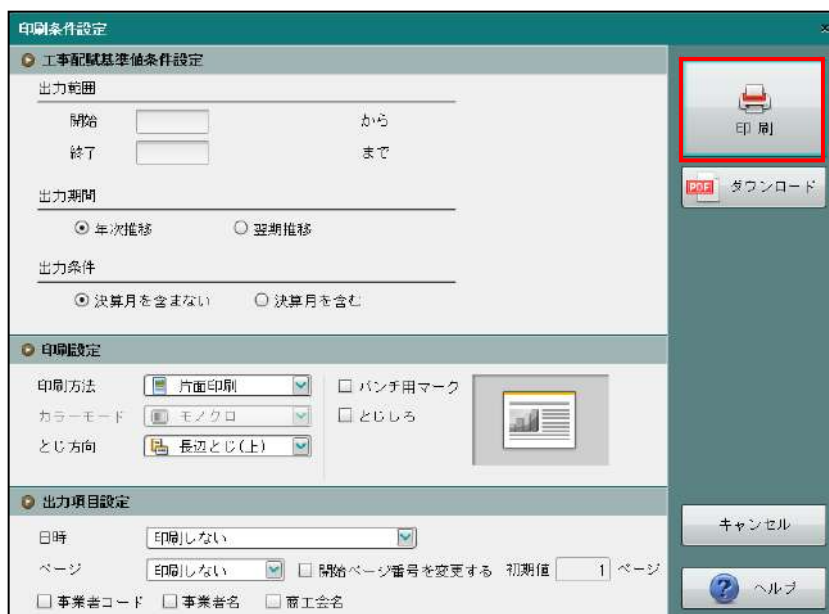 印刷条件設定
工事配賦基準値条件設定
出力範囲
開始 から
終了 まで
出力期間
年次推移 翌期推移
出力条件
決算月を含まない 決算月を含む
印刷設定
印刷方法 片面印刷 パンチ用マーク
カラーモード モノクロ とじしろ
とじ方向 長辺とじ(上)
出力項目設定
日時 印刷しない
ページ 印刷しない 開始ページ番号を変更する 初期値 1 ページ
事業者コード 事業者名 商工会名
印 刷
PDF ダウンロード
キャンセル
? ヘルプ